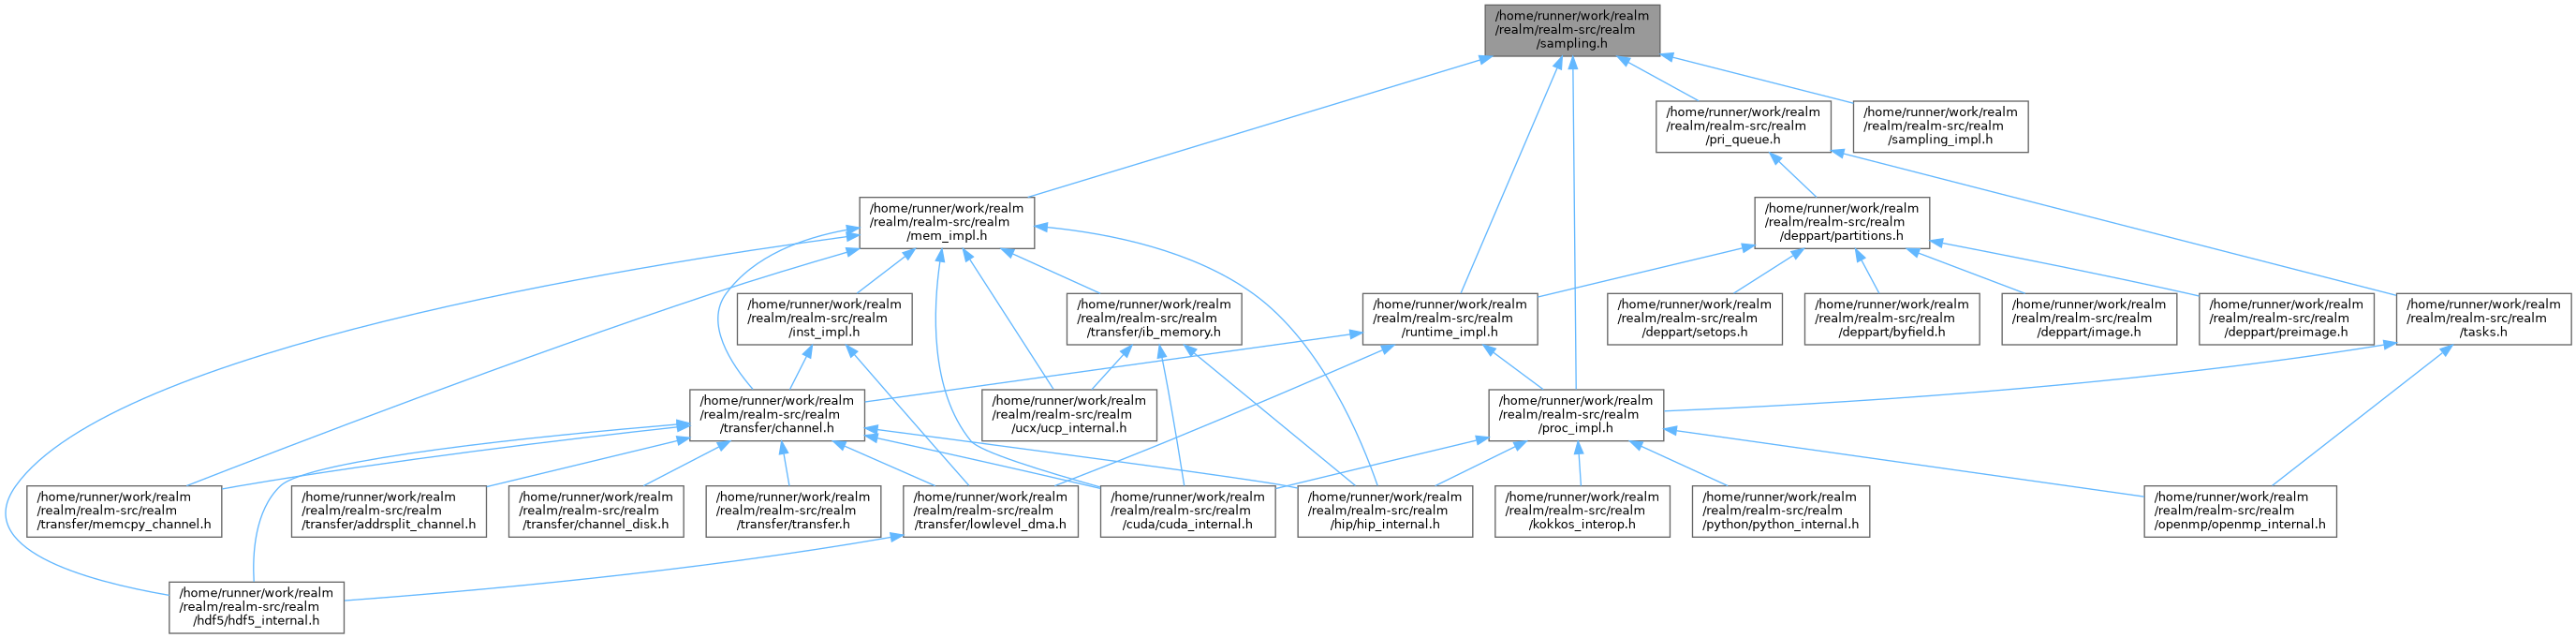 /home/runner/work/realm
/realm/realm-src/realm
/sampling.h
/home/runner/work/realm
/realm/realm-src/realm
/pri_queue.h
/home/runner/work/realm
/realm/realm-src/realm
/sampling_impl.h
/home/runner/work/realm
/realm/realm-src/realm
/mem_impl.h
/home/runner/work/realm
/realm/realm-src/realm
/deppart/partitions.h
/home/runner/work/realm
/realm/realm-src/realm
/inst_impl.h
/home/runner/work/realm
/realm/realm-src/realm
/transfer/ib_memory.h
/home/runner/work/realm
/realm/realm-src/realm
/runtime_impl.h
/home/runner/work/realm
/realm/realm-src/realm
/deppart/setops.h
/home/runner/work/realm
/realm/realm-src/realm
/deppart/byfield.h
/home/runner/work/realm
/realm/realm-src/realm
/deppart/image.h
/home/runner/work/realm
/realm/realm-src/realm
/deppart/preimage.h
/home/runner/work/realm
/realm/realm-src/realm
/tasks.h
/home/runner/work/realm
/realm/realm-src/realm
/transfer/channel.h
/home/runner/work/realm
/realm/realm-src/realm
/ucx/ucp_internal.h
/home/runner/work/realm
/realm/realm-src/realm
/proc_impl.h
/home/runner/work/realm
/realm/realm-src/realm
/transfer/memcpy_channel.h
/home/runner/work/realm
/realm/realm-src/realm
/transfer/addrsplit_channel.h
/home/runner/work/realm
/realm/realm-src/realm
/transfer/channel_disk.h
/home/runner/work/realm
/realm/realm-src/realm
/transfer/transfer.h
/home/runner/work/realm
/realm/realm-src/realm
/transfer/lowlevel_dma.h
/home/runner/work/realm
/realm/realm-src/realm
/cuda/cuda_internal.h
/home/runner/work/realm
/realm/realm-src/realm
/hip/hip_internal.h
/home/runner/work/realm
/realm/realm-src/realm
/kokkos_interop.h
/home/runner/work/realm
/realm/realm-src/realm
/python/python_internal.h
/home/runner/work/realm
/realm/realm-src/realm
/openmp/openmp_internal.h
/home/runner/work/realm
/realm/realm-src/realm
/hdf5/hdf5_internal.h